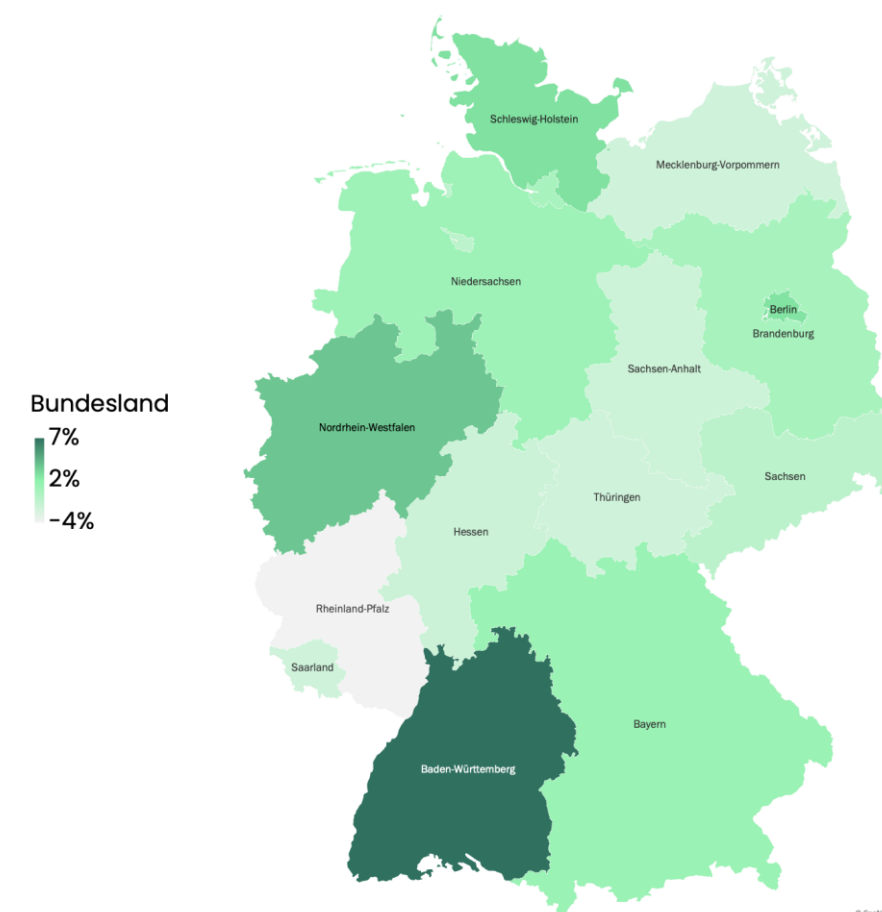 Schleswig-Holstein
Mecklenburg-Vorpommern
Niedersachsen
Berlin
Brandenburg
Sachsen-Anhalt
Bundesland
7%
2%
-4%
Nordrhein-Westfalen
Sachsen
Thüringen
Hessen
Rheinland-Pfalz
Saarland
Bayern
Baden-Württemberg